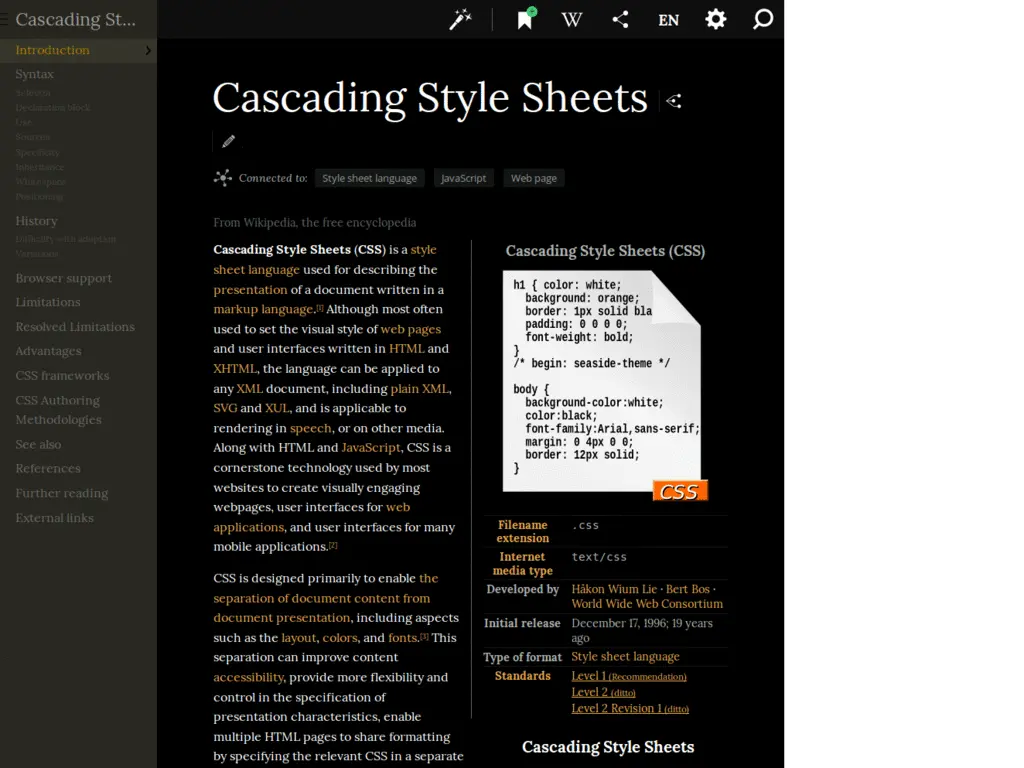 Cascading St...
EN
Introduction
Syntax
Selector
Declaration block
Use
Sources
Specificity
Inheritance
Whitespace
Positioning
History
Difficulty with adoption
Variations
Browser support
Limitations
Resolved Limitations
Advantages
CSS frameworks
CSS Authoring
Methodologies
See also
References
Further reading
External links
Cascading Style Sheets
Connected to: Style sheet language JavaScript Web page
From Wikipedia, the free encyclopedia
Cascading Style Sheets (CSS) is a style
sheet language used for describing the
presentation of a document written in a
markup language.[1] Although most often
used to set the visual style of web pages
and user interfaces written in HTML and
XHTML, the language can be applied to
any XML document, including plain XML,
SVG and XUL, and is applicable to
rendering in speech, or on other media.
Along with HTML and JavaScript, CSS is a
cornerstone technology used by most
websites to create visually engaging
webpages, user interfaces for web
applications, and user interfaces for many
mobile applications.[2]
CSS is designed primarily to enable the
separation of document content from
document presentation, including aspects
such as the layout, colors, and fonts.[3] This
separation can improve content
accessibility, provide more flexibility and
control in the specification of
presentation characteristics, enable
multiple HTML pages to share formatting
by specifying the relevant CSS in a separate
Cascading Style Sheets (CSS)
h1 { color: white;
background: orange;
border: 1px solid bla
padding: 0 0 0 0;
font-weight: bold;
}
/* begin: seaside-theme */
body {
background-color:white;
color:black;
font-family:Arial,sans-serif;
margin: 0 4px 0 0;
border: 12px solid;
}
CSS
Filename extension .css
Internet media type text/css
Developed by Håkon Wium Lie · Bert Bos ·
World Wide Web Consortium
Initial release December 17, 1996; 19 years
ago
Type of format Style sheet language
Standards Level 1 (Recommendation)
Level 2 (ditto)
Level 2 Revision 1 (ditto)
Cascading Style Sheets